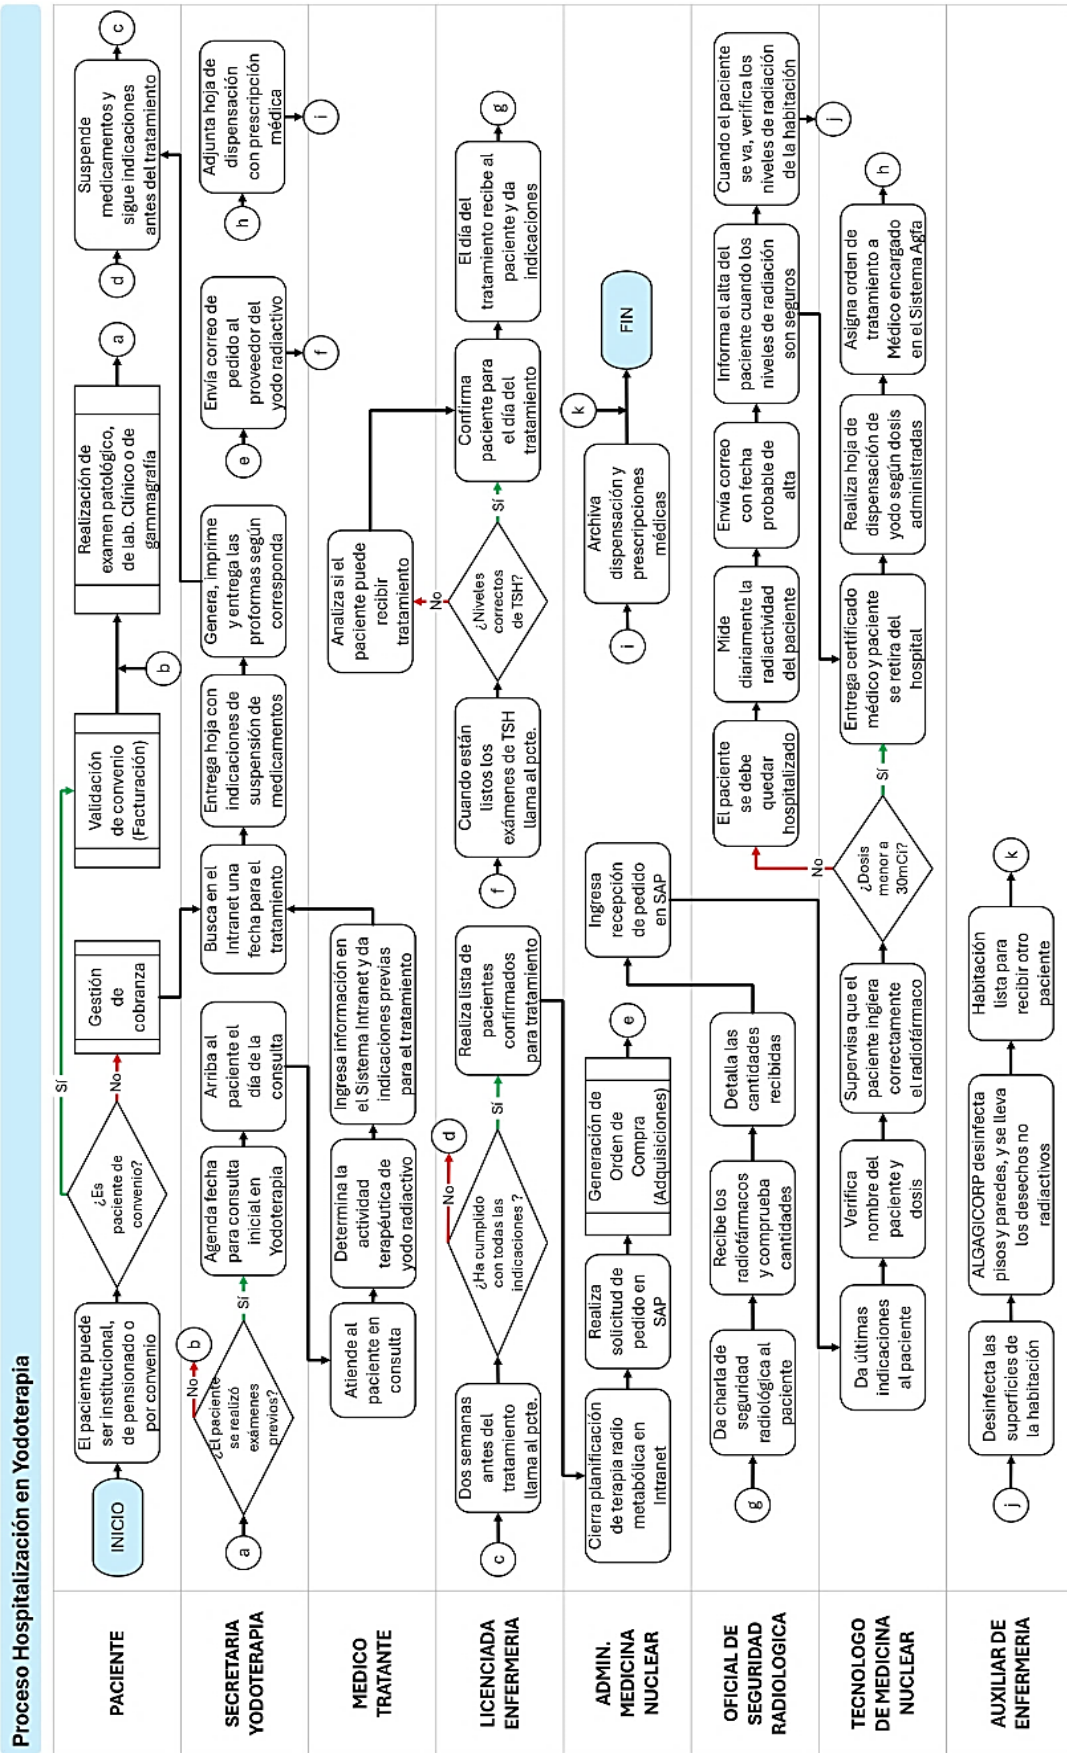 Proceso Hospitalización en Yodoterapia
PACIENTE
INICIO
El paciente puede
ser institucional,
de pensionado o
por convenio
¿Es
paciente de
convenio?
Sí
No
Gestión
de
cobranza
Validación
de convenio
(Facturación)
b
Realización de
examen patológico,
de lab. Clínico o de
gammagrafía
a
d
Suspende
medicamentos y
sigue indicaciones
antes del tratamiento
c
SECRETARIA
YODOTERAPIA
a
¿El paciente
se realizó
exámenes
previos?
No
b
Sí
Agenda fecha
para consulta
inicial en
Yodoterapia
Arriba al
paciente el
día de la
consulta
Busca en el
Intranet una
fecha para el
tratamiento
Entrega hoja con
indicaciones de
suspensión de
medicamentos
Genera, imprime
y entrega las
proformas según
corresponda
e
Envía correo de
pedido al
proveedor del
yodo radiactivo
f
h
Adjunta hoja de
dispensación
con prescripción
médica
i
MEDICO
TRATANTE
Atiende al
paciente en
consulta
Determina la
actividad
terapéutica de
yodo radiactivo
Ingresa información en
el Sistema Intranet y da
indicaciones previas
para el tratamiento
Analiza si el
paciente puede
recibir
tratamiento
LICENCIADA
ENFERMERIA
c
Dos semanas
antes del
tratamiento
llama al pcte.
¿Ha cumplido
con todas las
indicaciones ?
No
d
Sí
Realiza lista de
pacientes
confirmados
para tratamiento
f
Cuando están
listos los
exámenes de TSH
llama al pcte.
¿Niveles
correctos
de TSH?
No
Sí
Confirma
paciente para
el día del
tratamiento
El día del
tratamiento recibe al
paciente y da
indicaciones
g
ADMIN.
MEDICINA
NUCLEAR
Cierra planificación
de terapia radio
metabólica en
Intranet
Realiza
solicitud de
pedido en
SAP
Generación de
Orden de
Compra
(Adquisiciones)
e
Ingresa
recepción
de pedido
en SAP
i
Archiva
dispensación y
prescripciones
médicas
k
FIN
OFICIAL DE
SEGURIDAD
RADIOLOGICA
g
Da charla de
seguridad
radiológica al
paciente
Recibe los
radiofármacos
y comprueba
cantidades
Detalla las
cantidades
recibidas
El paciente
se debe
quedar
hospitalizado
Mide
diariamente la
radiactividad
del paciente
Envía correo
con fecha
probable de
alta
Informa el alta del
paciente cuando los
niveles de radiación
son seguros
Cuando el paciente
se va, verifica los
niveles de radiación
de la habitación
j
TECNOLOGO
DE MEDICINA
NUCLEAR
Da últimas
indicaciones
al paciente
Verifica
nombre del
paciente y
dosis
Supervisa que el
paciente ingiera
correctamente
el radiofármaco
¿Dosis
menor a
30mCi?
No
Sí
Entrega certificado
médico y paciente
se retira del
hospital
Realiza hoja de
dispensación de
yodo según dosis
administradas
Asigna orden de
tratamiento a
Médico encargado
en el Sistema Agfa
h
AUXILIAR DE
ENFERMERIA
j
Desinfecta las
superficies de
la habitación
ALGAGICORP desinfecta
pisos y paredes, y se lleva
los desechos no
radiactivos
Habitación
lista para
recibir otro
paciente
k